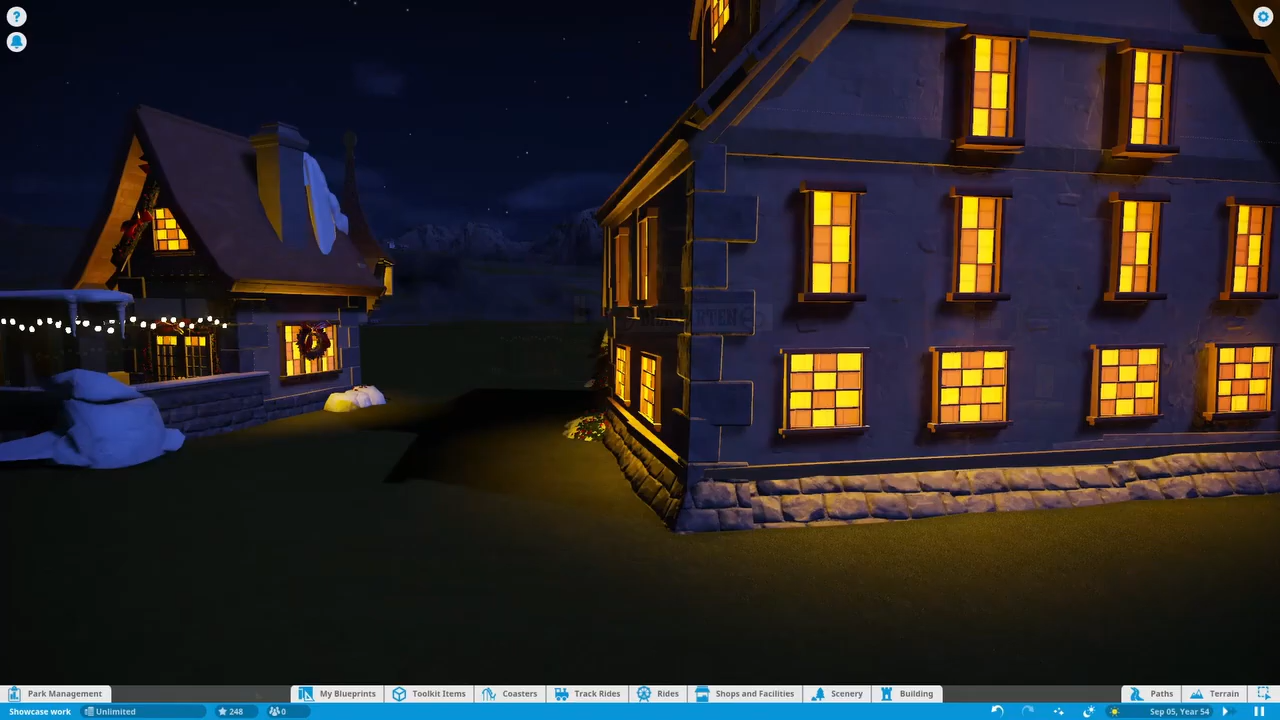 ?
BIERGARTEN
Park Management
My Blueprints
Toolkit Items
Coasters
Track Rides
Rides
Shops and Facilities
Scenery
Building
Paths
Terrain
Showcase work
Unlimited
248
0
Sep 05, Year 54